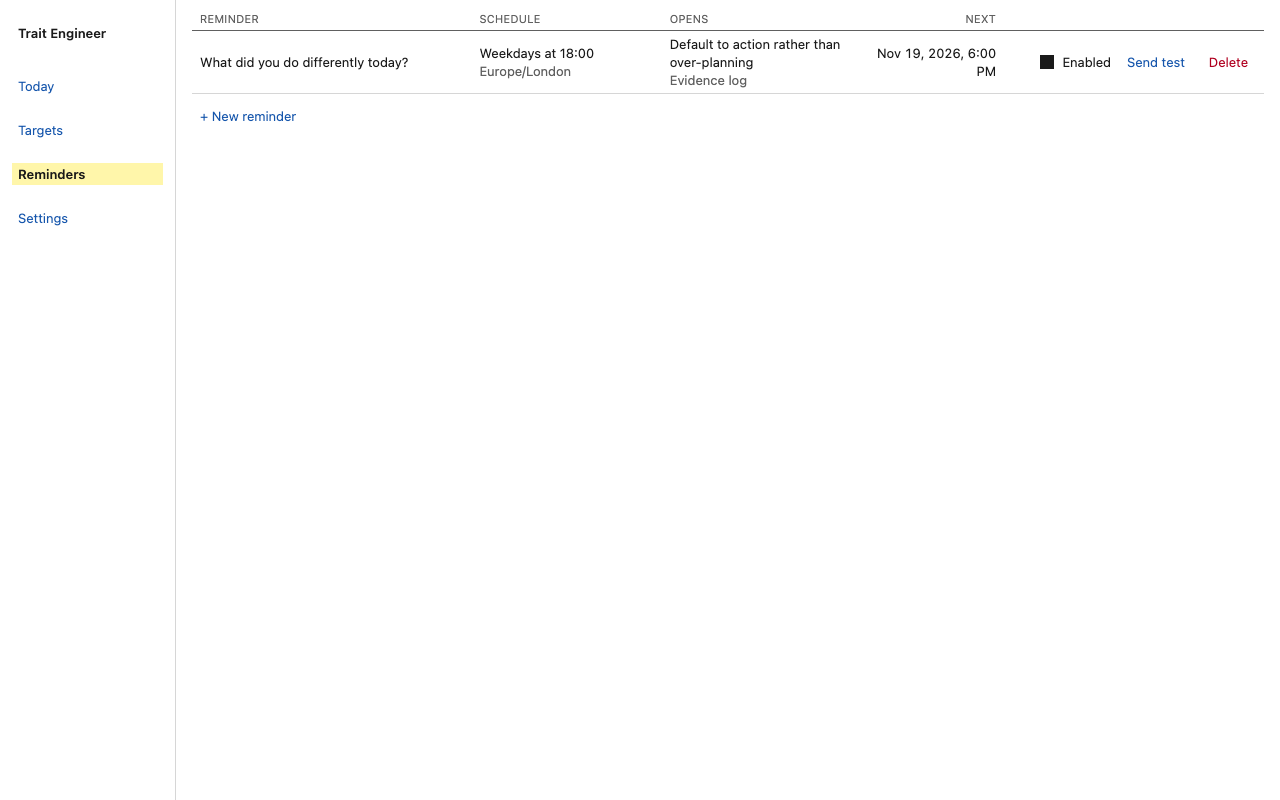 Trait Engineer
Today
Targets
Reminders
Settings
REMINDER
SCHEDULE
OPENS
NEXT
What did you do differently today?
Weekdays at 18:00
Europe/London
Default to action rather than
over-planning
Evidence log
Nov 19, 2026, 6:00
PM
Enabled
Send test
Delete
+ New reminder